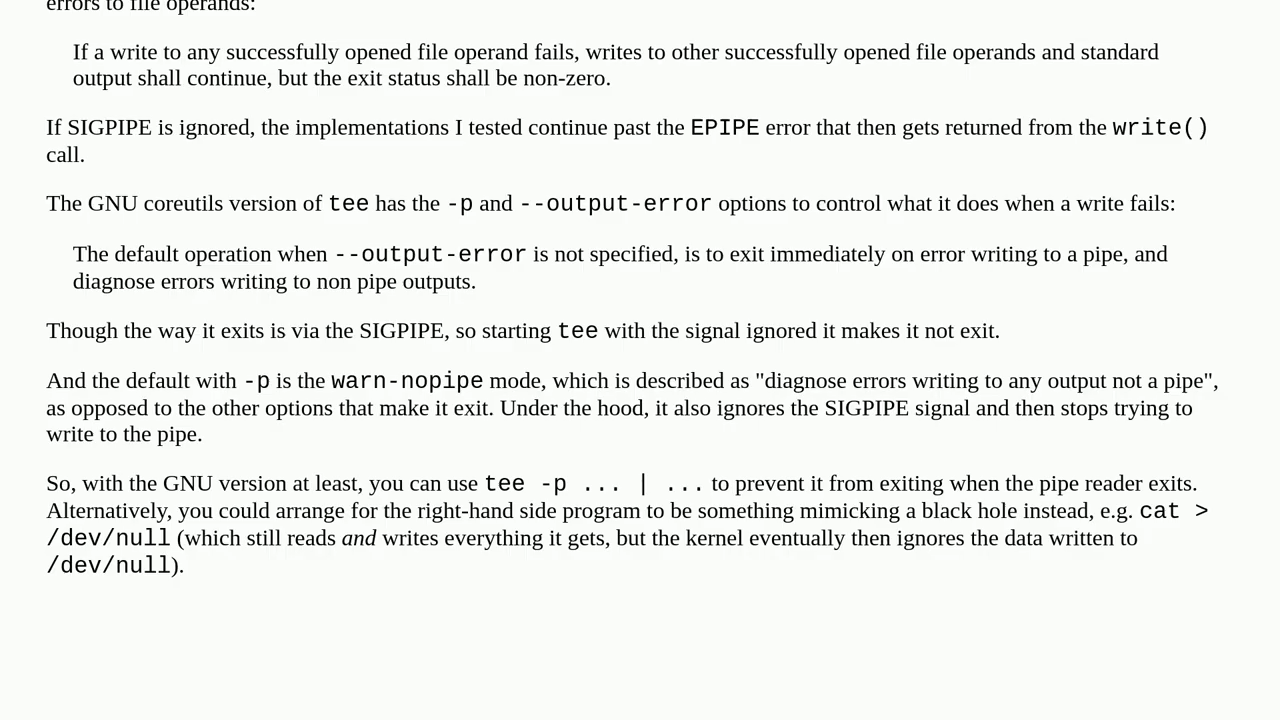 errors to file operands:
If a write to any successfully opened file operand fails, writes to other successfully opened file operands and standard
output shall continue, but the exit status shall be non-zero.
If SIGPIPE is ignored, the implementations I tested continue past the EPIPE error that then gets returned from the write()
call.
The GNU coreutils version of tee has the -p and --output-error options to control what it does when a write fails:
The default operation when --output-error is not specified, is to exit immediately on error writing to a pipe, and
diagnose errors writing to non pipe outputs.
Though the way it exits is via the SIGPIPE, so starting tee with the signal ignored it makes it not exit.
And the default with -p is the warn-nopipe mode, which is described as "diagnose errors writing to any output not a pipe",
as opposed to the other options that make it exit. Under the hood, it also ignores the SIGPIPE signal and then stops trying to
write to the pipe.
So, with the GNU version at least, you can use tee -p ... | ... to prevent it from exiting when the pipe reader exits.
Alternatively, you could arrange for the right-hand side program to be something mimicking a black hole instead, e.g. cat >
/dev/null (which still reads and writes everything it gets, but the kernel eventually then ignores the data written to
/dev/null).